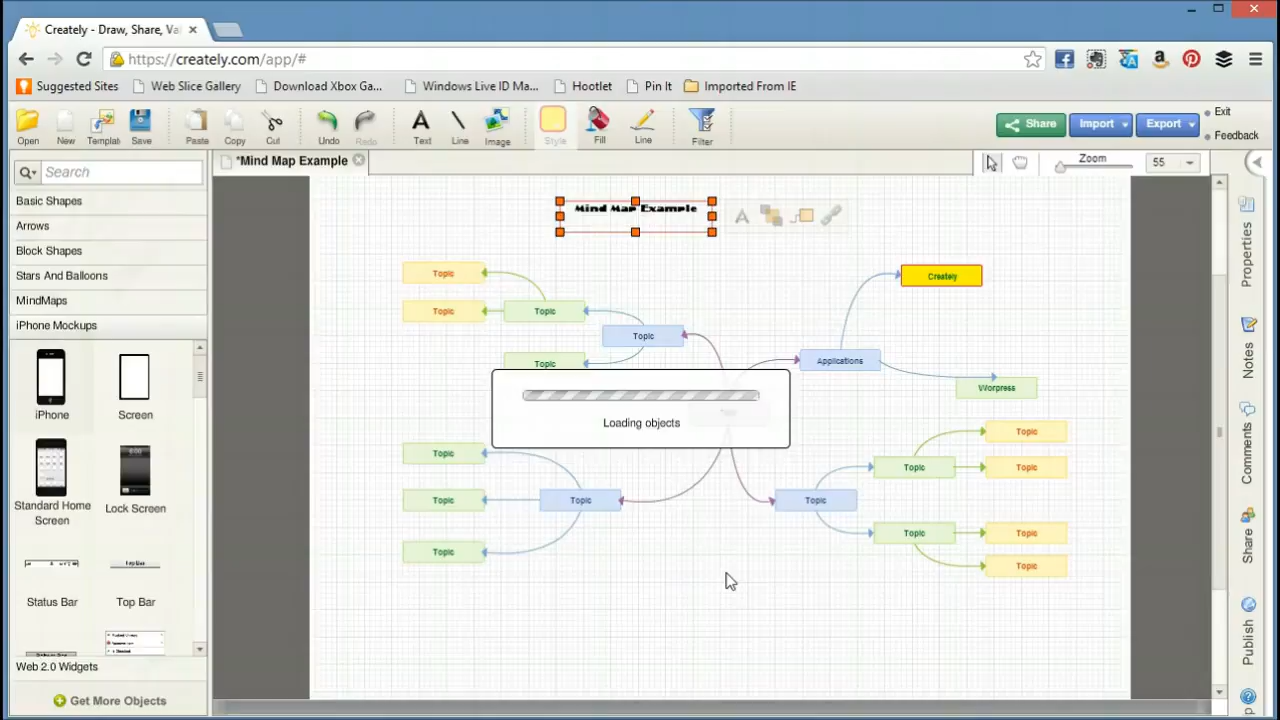 Creately - Draw, Share, Va
https://creately.com/app/#
Suggested Sites
Web Slice Gallery
Download Xbox Ga...
Windows Live ID Ma...
Hootlet
Pin It
Imported From IE
Open
New
Templat
Save
Paste
Copy
Cut
Undo
Redo
Text
Line
Image
Style
Fill
Line
Filter
Share
Import
Export
Exit
Feedback
*Mind Map Example
Zoom
55
Search
Basic Shapes
Arrows
Block Shapes
Stars And Balloons
MindMaps
iPhone Mockups
iPhone
Screen
Standard Home
Screen
Lock Screen
Status Bar
Top Bar
Web 2.0 Widgets
Get More Objects
Mind Map Example
Topic
Topic
Topic
Topic
Topic
Creately
Applications
Worpress
Loading objects
Topic
Topic
Topic
Topic
Topic
Topic
Topic
Topic
Topic
Topic
Topic
Properties
Notes
Comments
Share
Publish